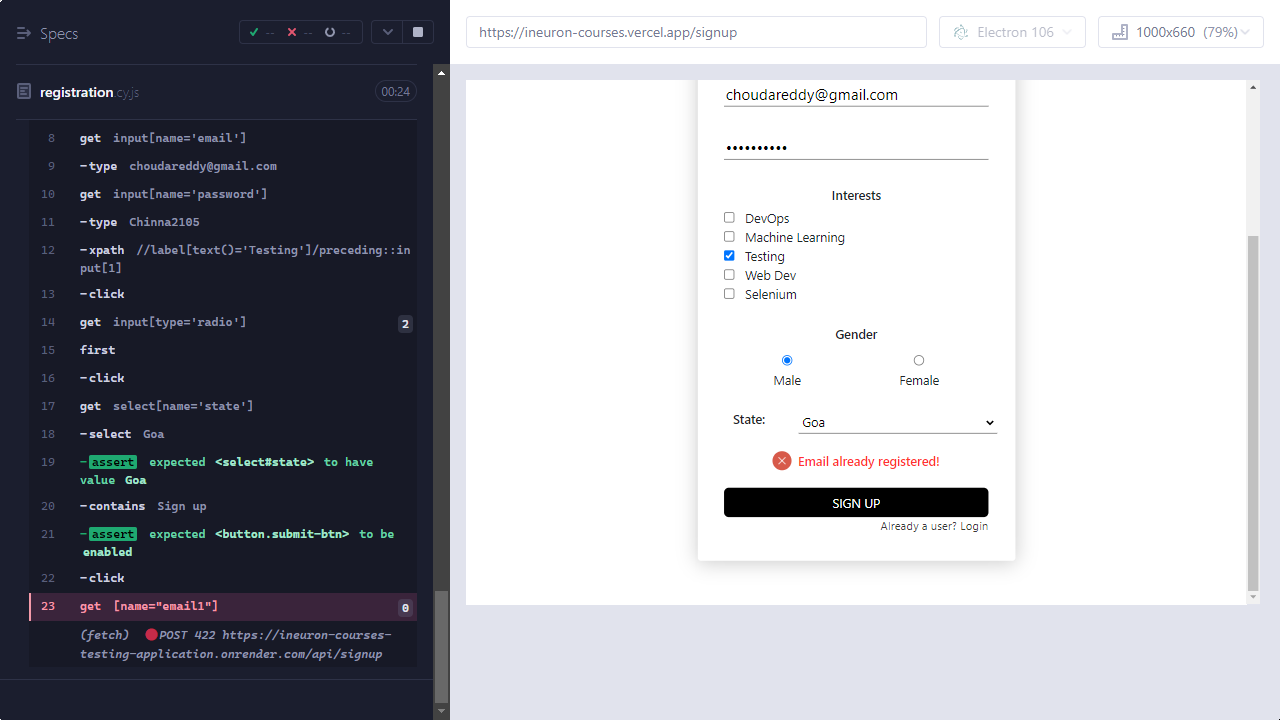 Specs
-- -- --
registration.cy.js 00:24
8 get input[name='email']
9 -type choudareddy@gmail.com
10 get input[name='password']
11 -type Chinna2105
12 -xpath //label[text()='Testing']/preceding::in
put[1]
13 -click
14 get input[type='radio'] 2
15 first
16 -click
17 get select[name='state']
18 -select Goa
19 -assert expected <select#state> to have
value Goa
20 -contains Sign up
21 -assert expected <button.submit-btn> to be
enabled
22 -click
23 get [name="email1"] 0
(fetch) POST 422 https://ineuron-courses-
testing-application.onrender.com/api/signup
https://ineuron-courses.vercel.app/signup
Electron 106
1000x660 (79%)
choudareddy@gmail.com
••••••••••
Interests
DevOps
Machine Learning
Testing
Web Dev
Selenium
Gender
Male Female
State: Goa
Email already registered!
SIGN UP
Already a user? Login